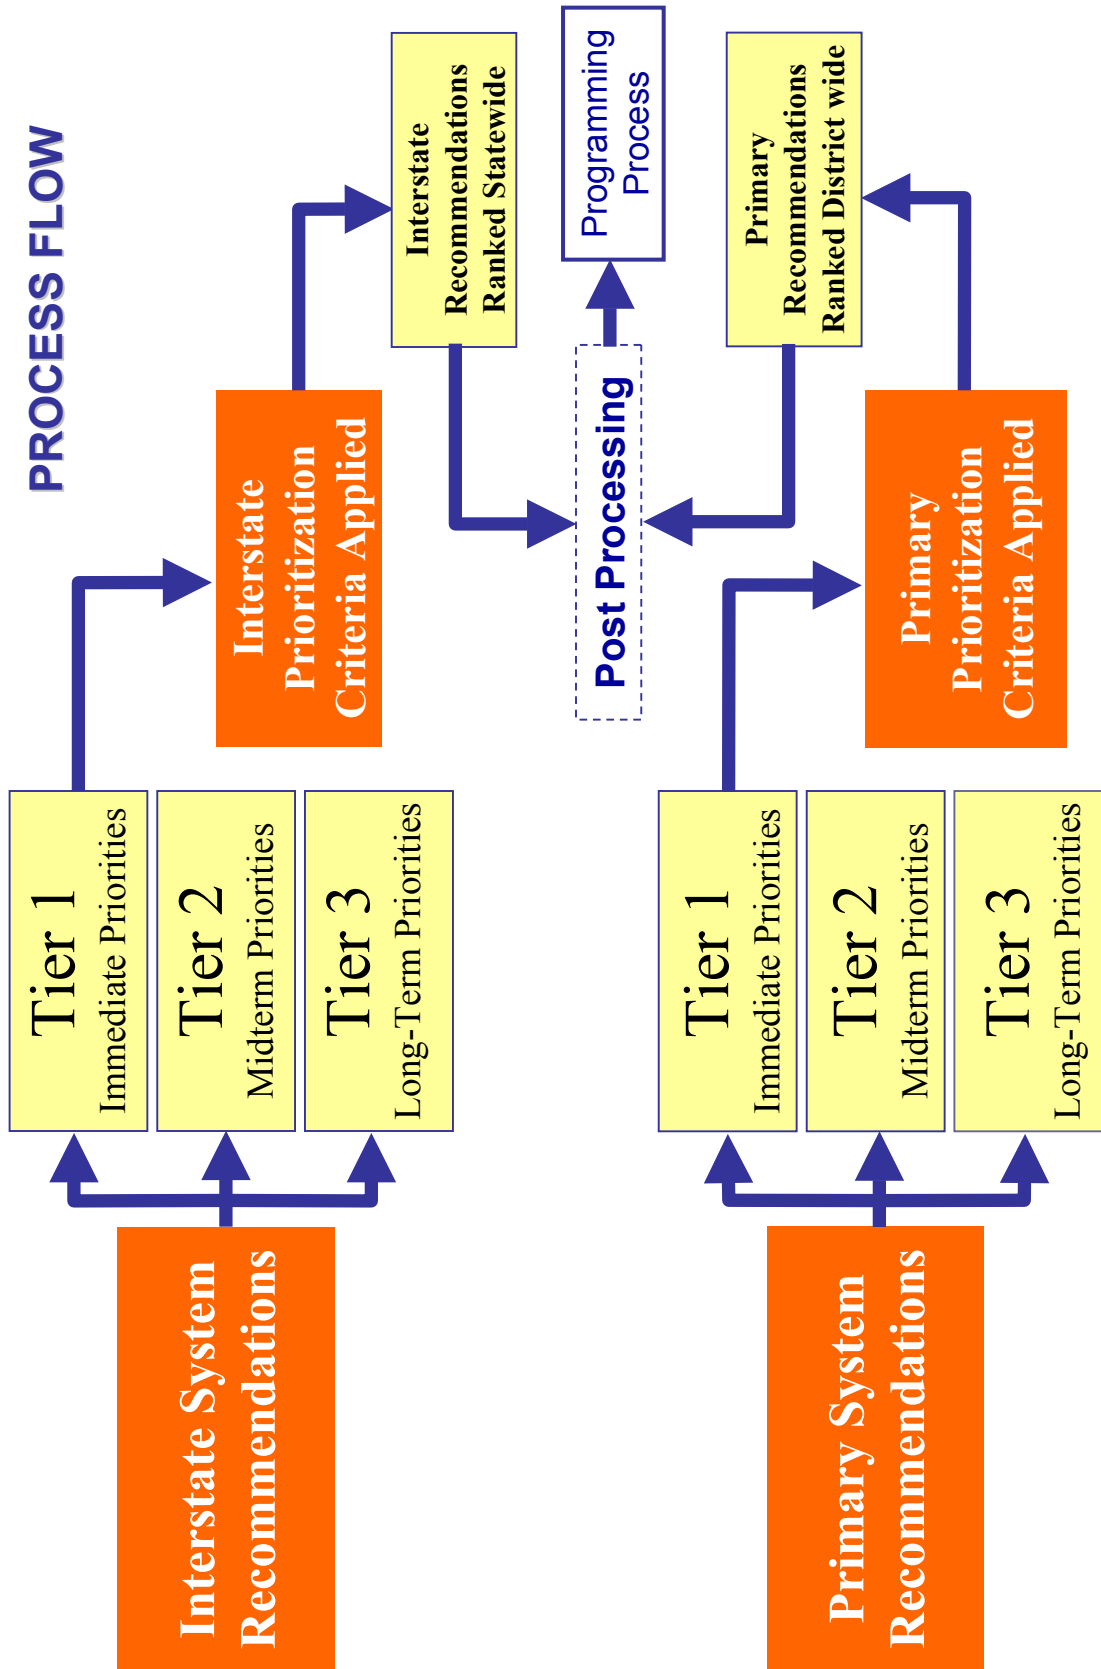 PROCESS FLOW
Interstate System
Recommendations
Tier 1
Immediate Priorities
Tier 2
Midterm Priorities
Tier 3
Long-Term Priorities
Interstate
Prioritization
Criteria Applied
Interstate
Recommendations
Ranked Statewide
Post Processing
Programming
Process
Primary System
Recommendations
Tier 1
Immediate Priorities
Tier 2
Midterm Priorities
Tier 3
Long-Term Priorities
Primary
Prioritization
Criteria Applied
Primary
Recommendations
Ranked District wide